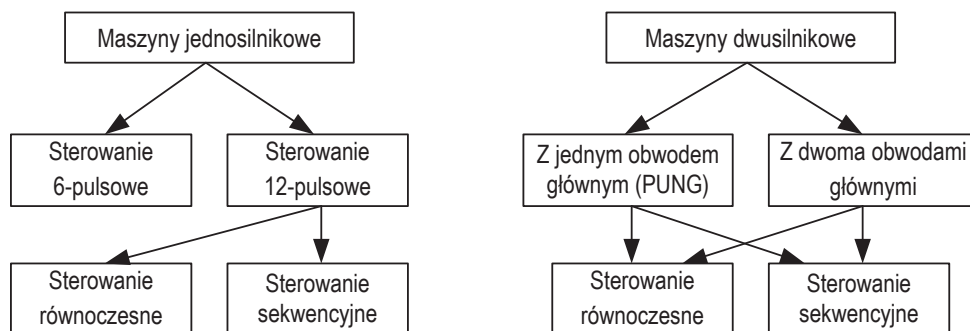 Maszyny jednosilnikowe
Maszyny dwusilnikowe
Sterowanie
6-pulsowe
Sterowanie
12-pulsowe
Z jednym obwodem
głównym (PUNG)
Z dwoma obwodami
głównymi
Sterowanie
równoczesne
Sterowanie
sekwencyjne
Sterowanie
równoczesne
Sterowanie
sekwencyjne